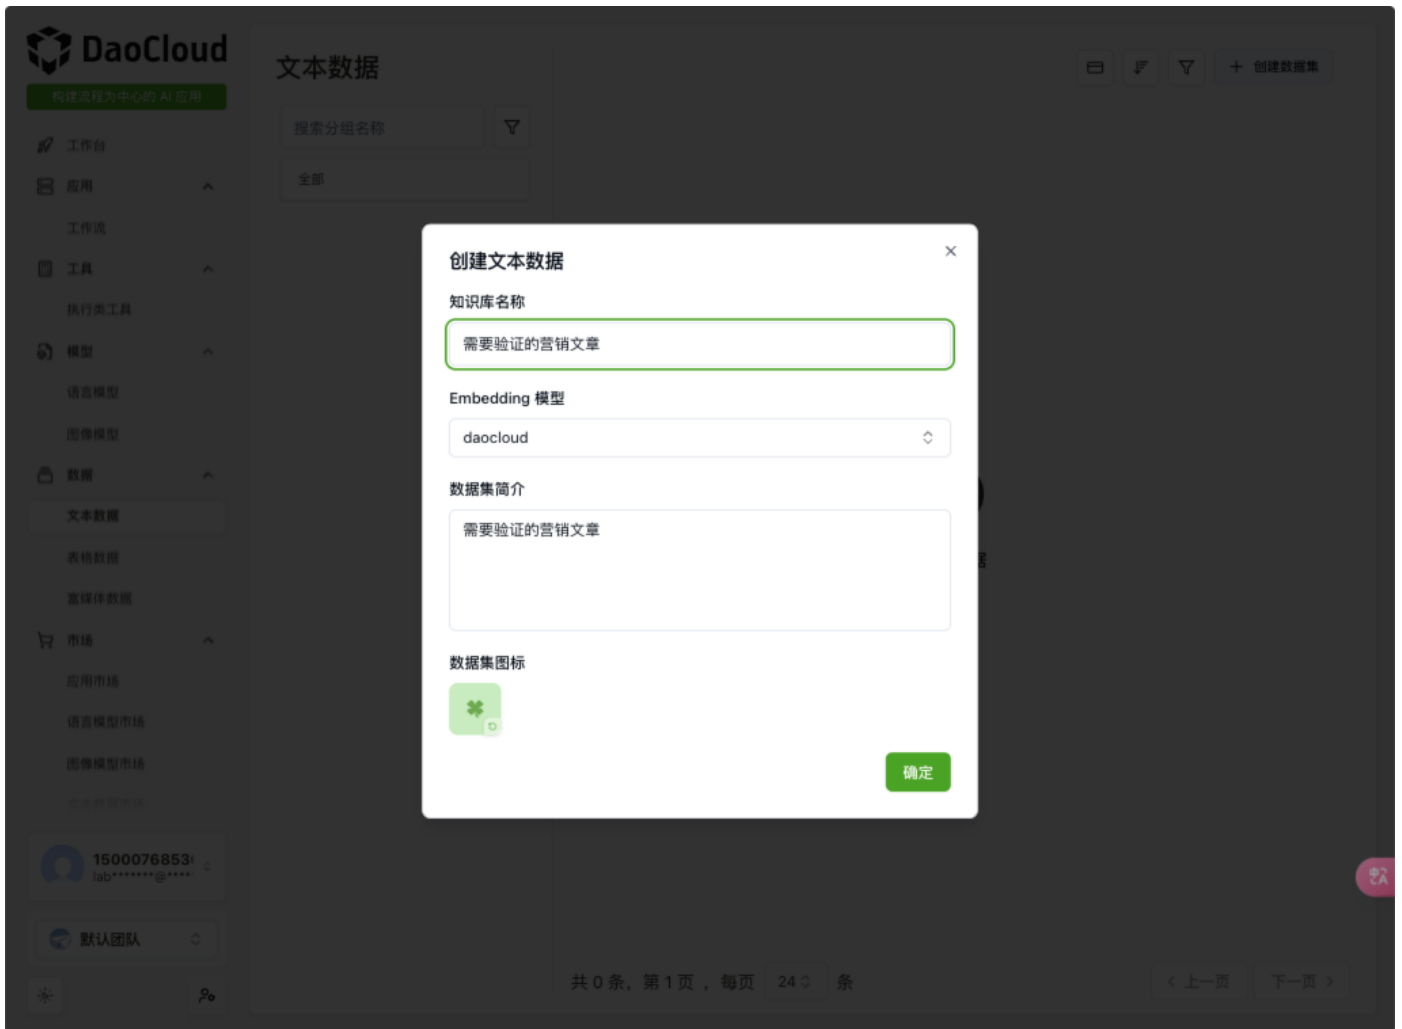 DaoCloud
构建流程为中心的 AI 应用
工作台
应用
工作流
工具
执行类工具
模型
语言模型
图像模型
数据
文本数据
表格数据
富媒体数据
市场
应用市场
语言模型市场
图像模型市场
1500076853
lab*******@****
默认团队
文本数据
搜索分组名称
全部
创建数据集
创建文本数据
知识库名称
需要验证的营销文章
Embedding 模型
daocloud
数据集简介
需要验证的营销文章
数据集图标
确定
共 0 条, 第 1 页 , 每页 24 条
上一页
下一页